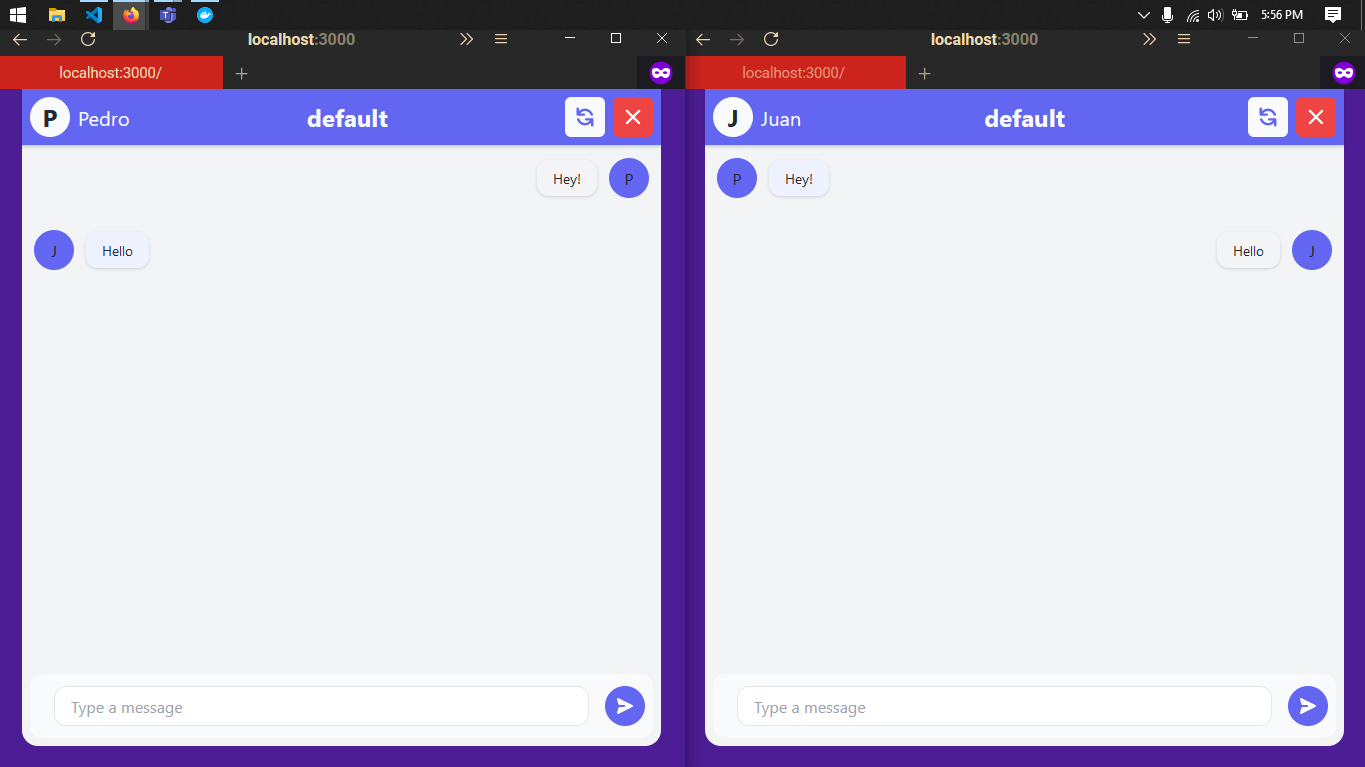 5:56 PM
localhost:3000
localhost:3000/
P Pedro default
Hey! P
J Hello
Type a message
localhost:3000
localhost:3000/
J Juan default
P Hey!
Hello J
Type a message